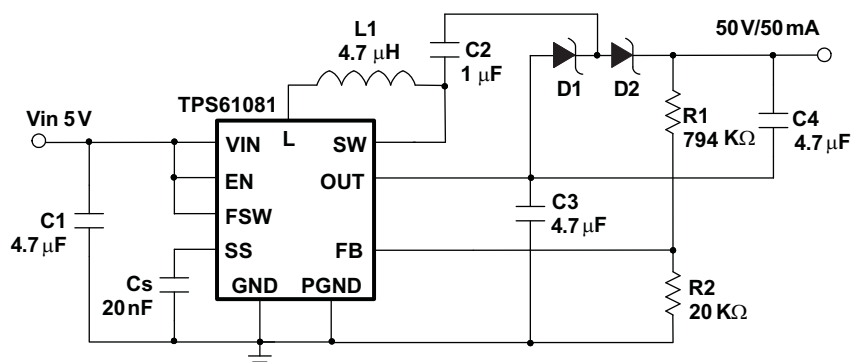 L1
4.7 μH
C2
1 μF
50V/50 mA
D1
D2
TPS61081
Vin 5V
VIN
L
SW
EN
OUT
FSW
SS
FB
GND
PGND
C1
4.7 μF
Cs
20 nF
C3
4.7 μF
R1
794 KΩ
C4
4.7 μF
R2
20 KΩ